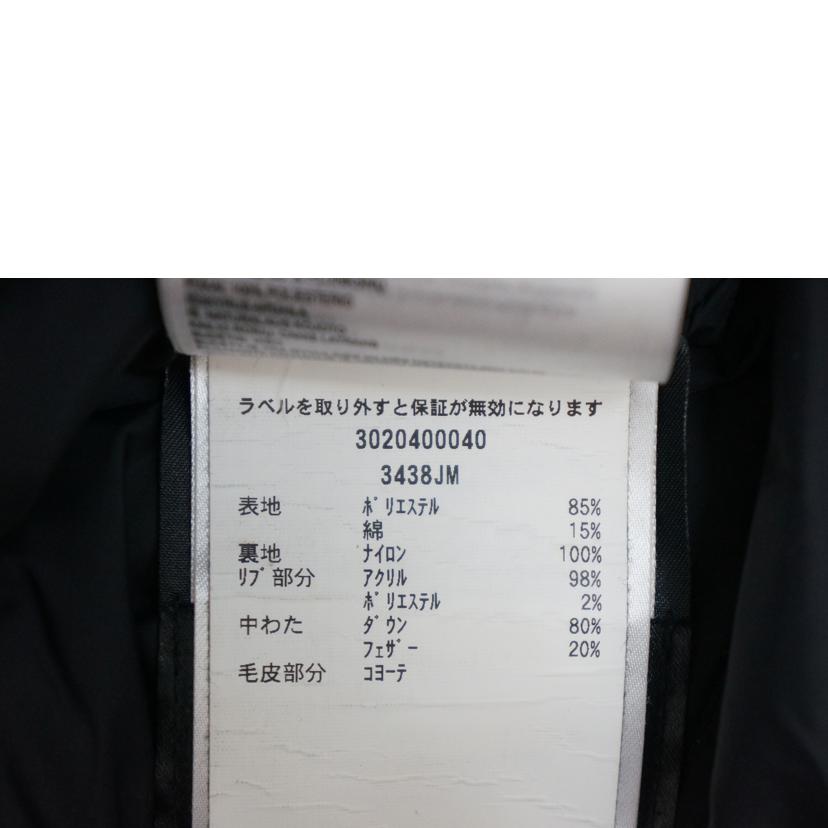 ラベルを取り外すと保証が無効になります
3020400040
3438JM
表地 ﾎﾟﾘｴｽﾃﾙ 85%
綿 15%
裏地 ﾅｲﾛﾝ 100%
ﾘﾌﾞ部分 ｱｸﾘﾙ 98%
ﾎﾟﾘｴｽﾃﾙ 2%
中わた ﾀﾞｳﾝ 80%
ﾌｪｻﾞｰ 20%
毛皮部分 ｺﾖｰﾃ